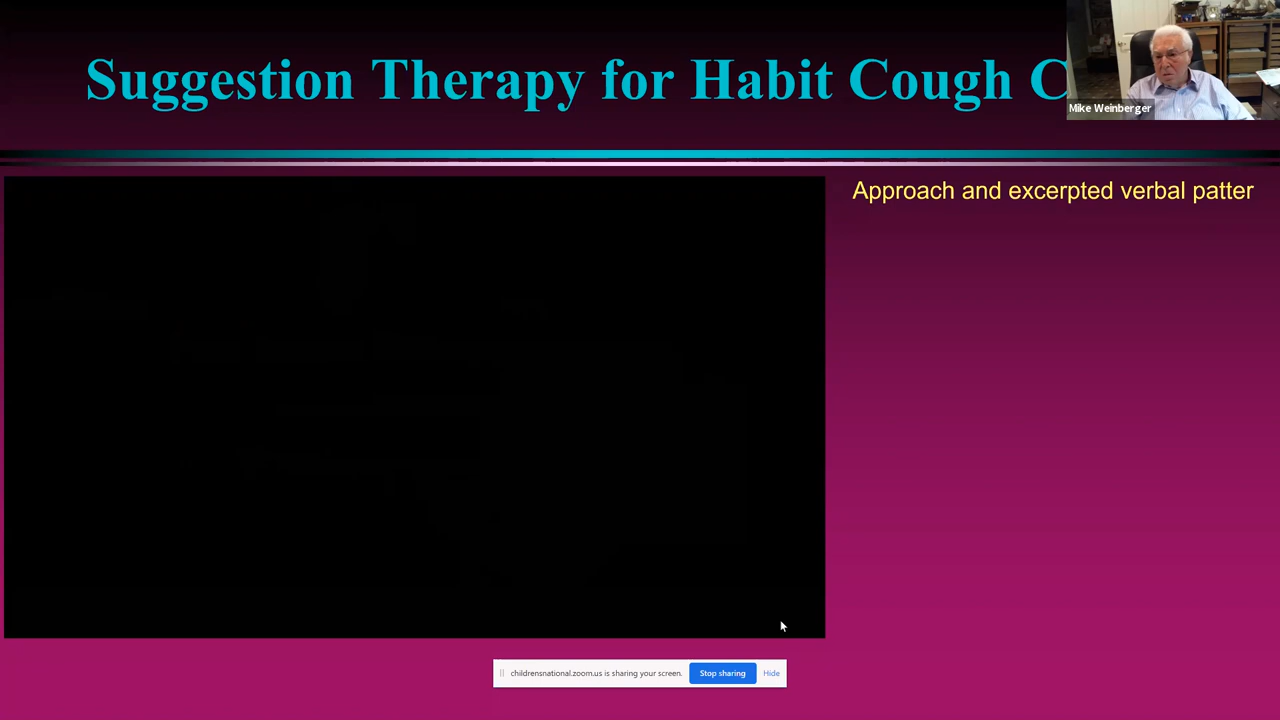 Suggestion Therapy for Habit Cough C
Mike Weinberger
Approach and excerpted verbal patter
childrensnational.zoom.us is sharing your screen.
Stop sharing
Hide